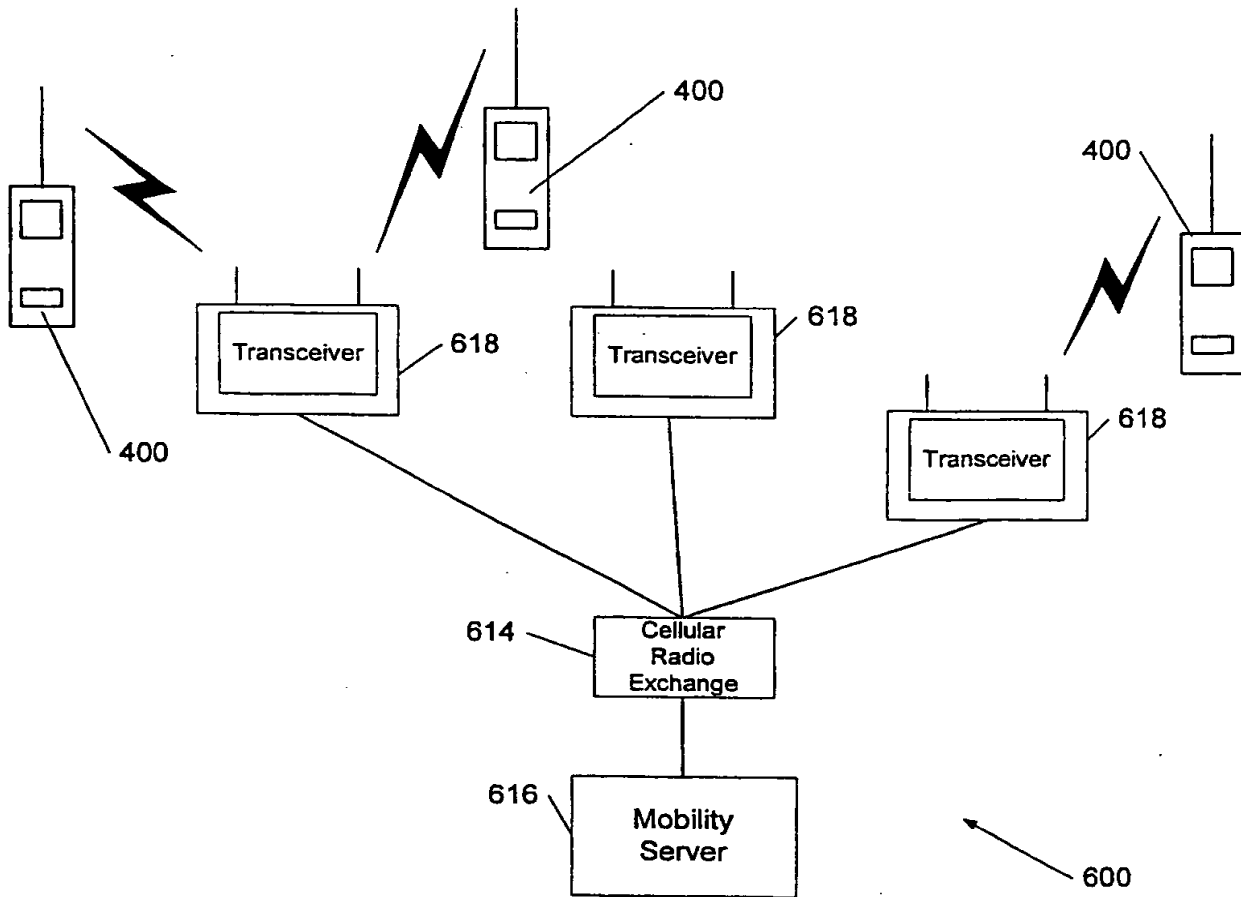 400
400
618
Transceiver
618
Transceiver
400
618
Transceiver
400
614
Cellular
Radio
Exchange
616
Mobility
Server
600